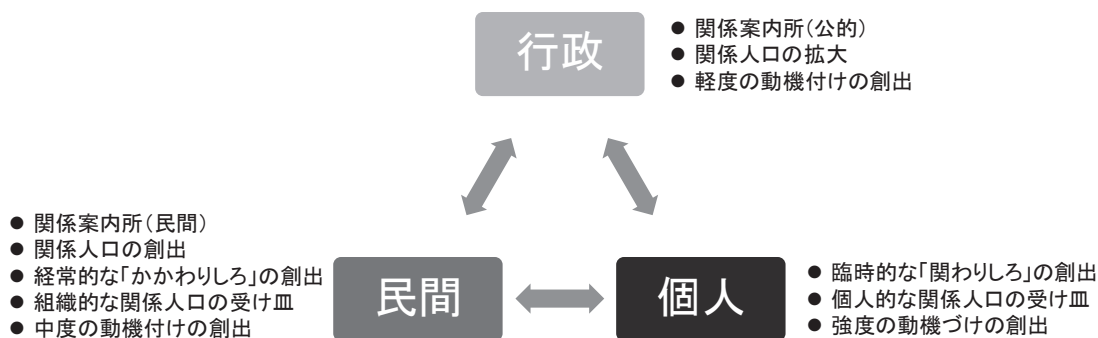 行政
● 関係案内所(公的)
● 関係人口の拡大
● 軽度の動機付けの創出
● 関係案内所(民間)
● 関係人口の創出
● 経常的な「かかわりしろ」の創出
● 組織的な関係人口の受け皿
● 中度の動機付けの創出
民間
個人
● 臨時的な「関わりしろ」の創出
● 個人的な関係人口の受け皿
● 強度の動機づけの創出